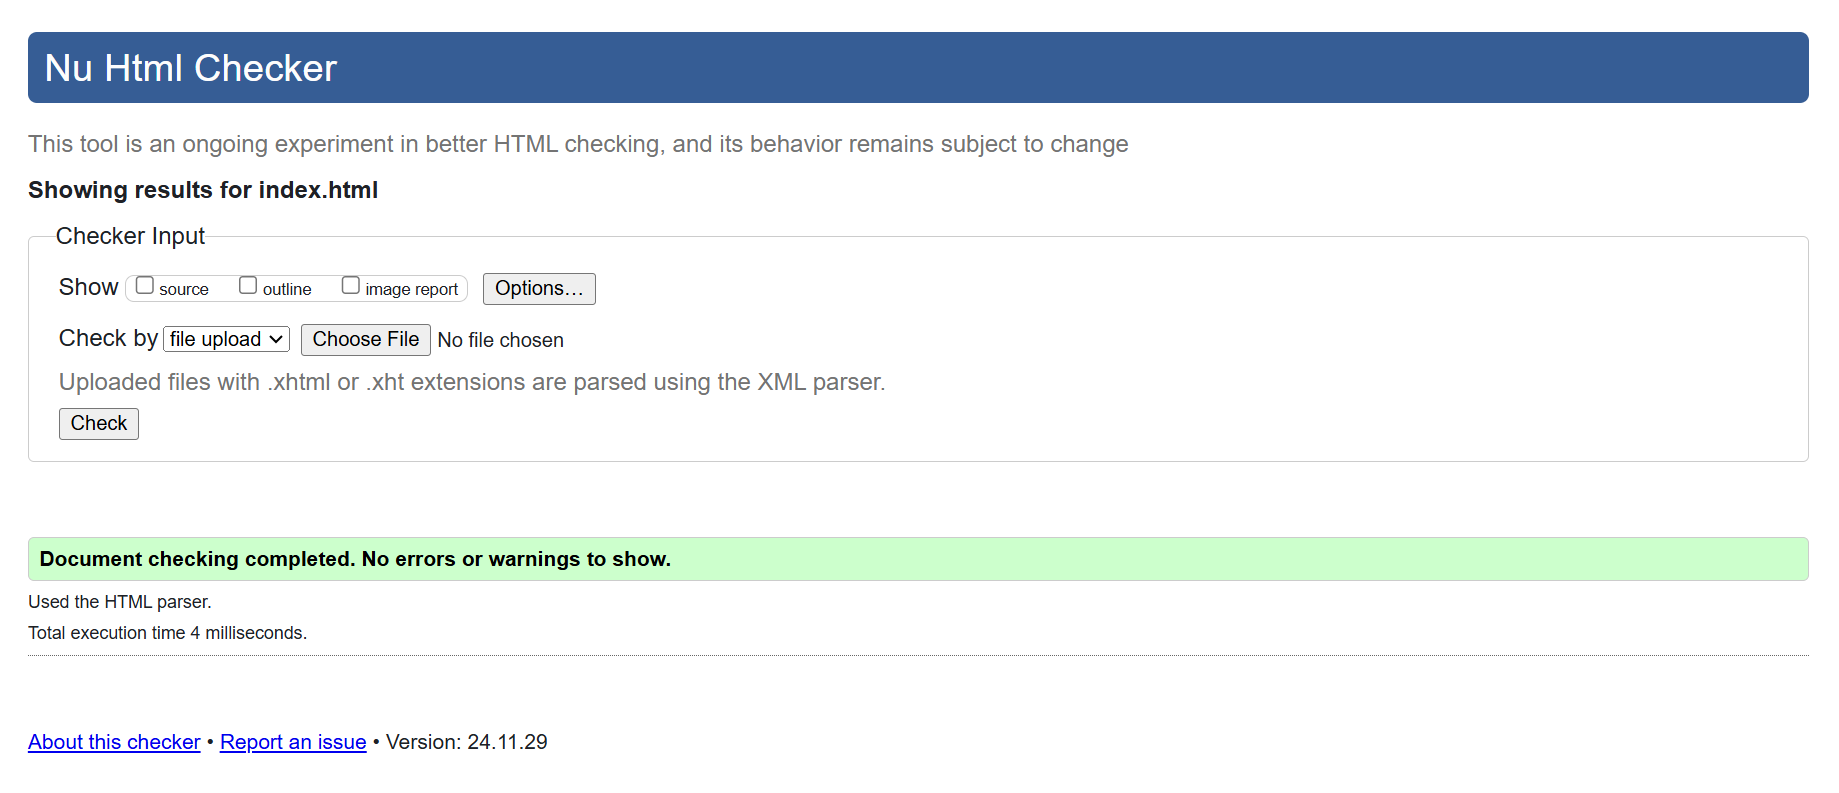 Nu Html Checker
This tool is an ongoing experiment in better HTML checking, and its behavior remains subject to change
Showing results for index.html
Checker Input
Show source outline image report Options...
Check by file upload Choose File No file chosen
Uploaded files with .xhtml or .xht extensions are parsed using the XML parser.
Check
Document checking completed. No errors or warnings to show.
Used the HTML parser.
Total execution time 4 milliseconds.
About this checker • Report an issue • Version: 24.11.29